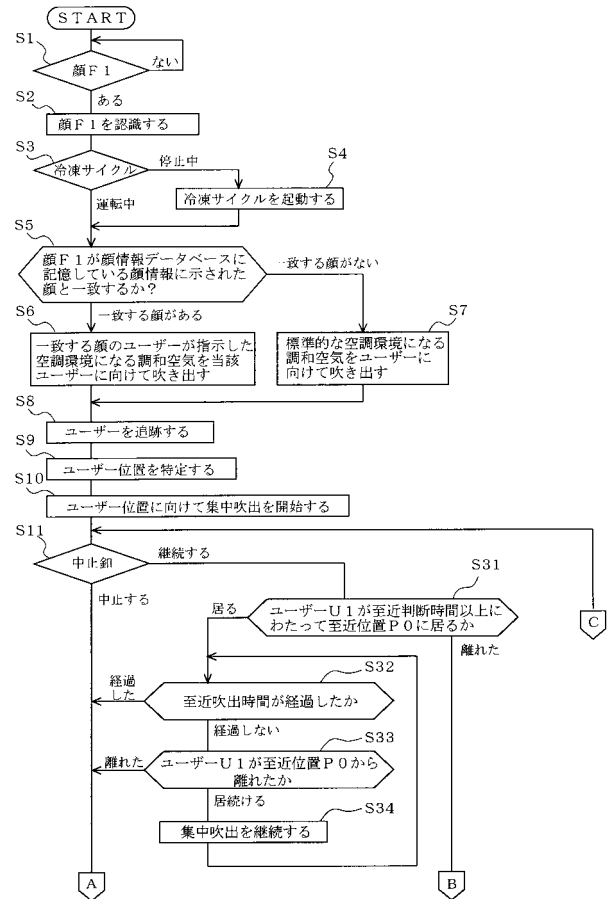 START
S1
顔F1
ない
ある
S2
顔F1を認識する
S3
冷凍サイクル
停止中
S4
冷凍サイクルを起動する
運転中
S5
顔F1が顔情報データベースに
記憶している顔情報に示された
顔と一致するか?
一致する顔がない
一致する顔がある
S6
一致する顔のユーザーが指示した
空調環境になる調和空気を当該
ユーザーに向けて吹き出す
S7
標準的な空調環境になる
調和空気をユーザーに
向けて吹き出す
S8
ユーザーを追跡する
S9
ユーザー位置を特定する
S10
ユーザー位置に向けて集中吹出を開始する
S11
中止釦
継続する
中止する
S31
ユーザーU1が至近判断時間以上に
わたって至近位置P0に居るか
C
居る
離れた
S32
至近吹出時間が経過したか
経過
した
経過しない
S33
ユーザーU1が至近位置P0から
離れたか
離れた
居続ける
S34
集中吹出を継続する
A
B